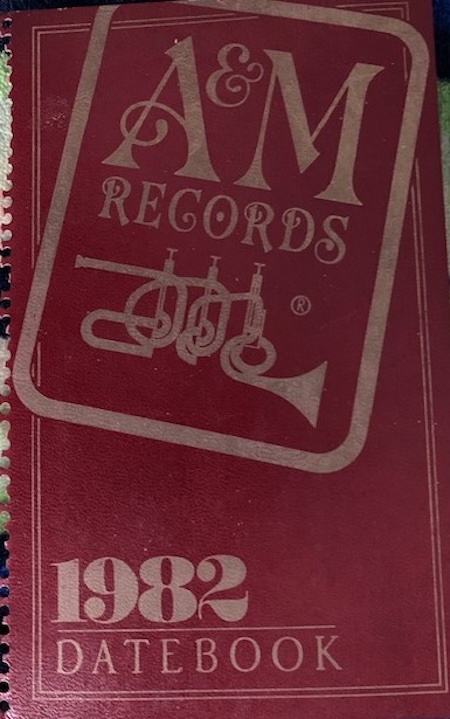 A&M
RECORDS
®
1982
DATEBOOK